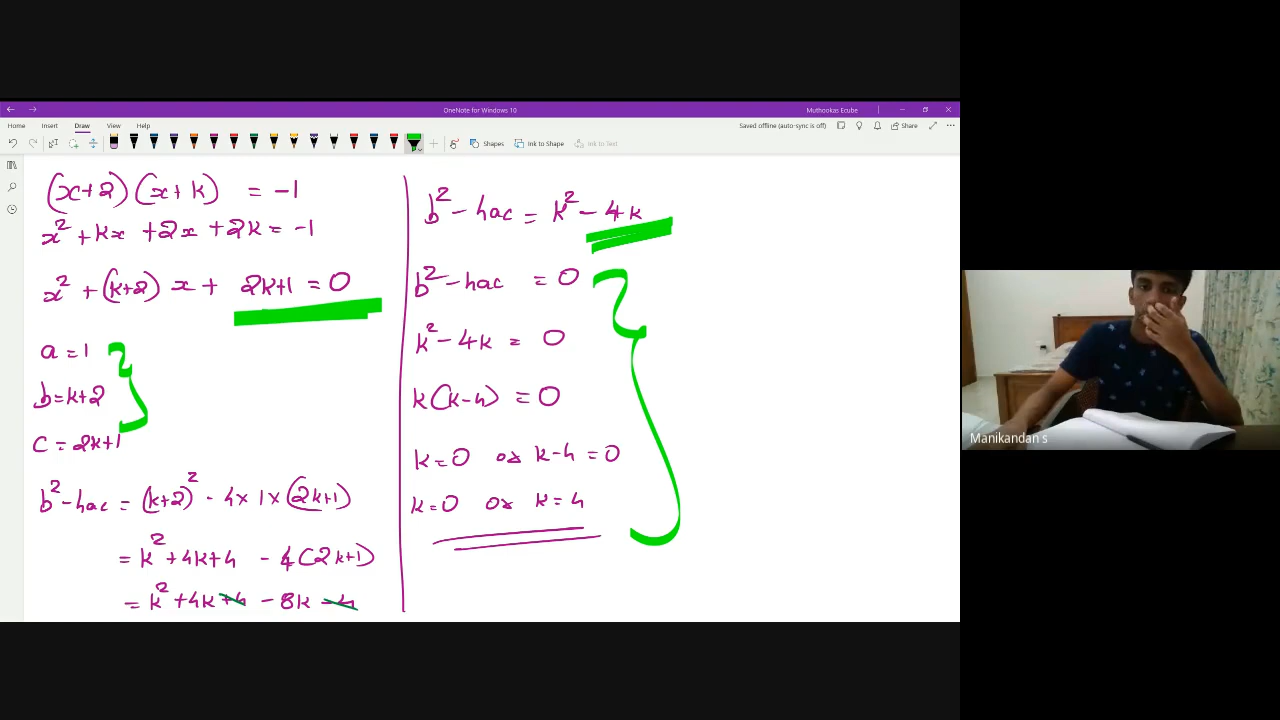 OneNote for Windows 10
Muthookas Ecube
Home Insert Draw View Help
Saved offline (auto-sync is off)
Share
Shapes
Ink to Shape
Ink to Text
(x+2)(x+k) = -1
x² + kx + 2x + 2k = -1
x² + (k+2) x + 2k+1 = 0
a = 1
b = k+2
c = 2k+1
b² - 4ac = (k+2)² - 4 × 1 × (2k+1)
= k² + 4k + 4 - 4(2k+1)
= k² + 4k + 4 - 8k - 4
b² - 4ac = k² - 4k
b² - 4ac = 0
k² - 4k = 0
k(k-4) = 0
k = 0 or k-4 = 0
k = 0 or k = 4
Manikandan s